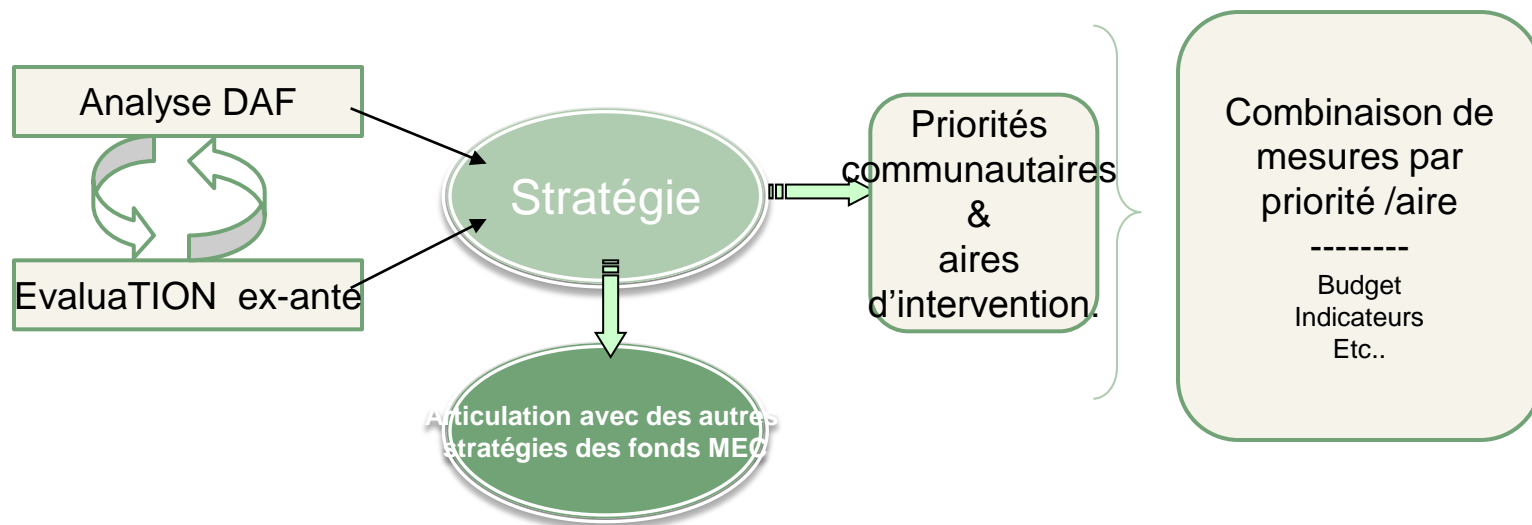 Analyse DAF
EvaluaTION ex-anté
Stratégie
Articulation avec des autres
stratégies des fonds MEC
Priorités
communautaires
&
aires
d'intervention.
Combinaison de
mesures par
priorité /aire
--------
Budget
Indicateurs
Etc..